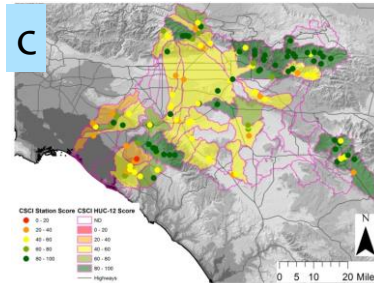 C
CSCI Station Score CSCI HUC-12 Score
0 - 20 ND
20 - 40 0 - 20
40 - 60 20 - 40
60 - 80 40 - 60
80 - 100 60 - 80
80 - 100
Highways
N
0 5 10 20 Miles